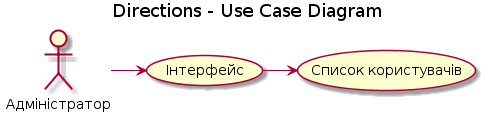 Directions - Use Case Diagram
Адміністратор
Інтерфейс
Список користувачів